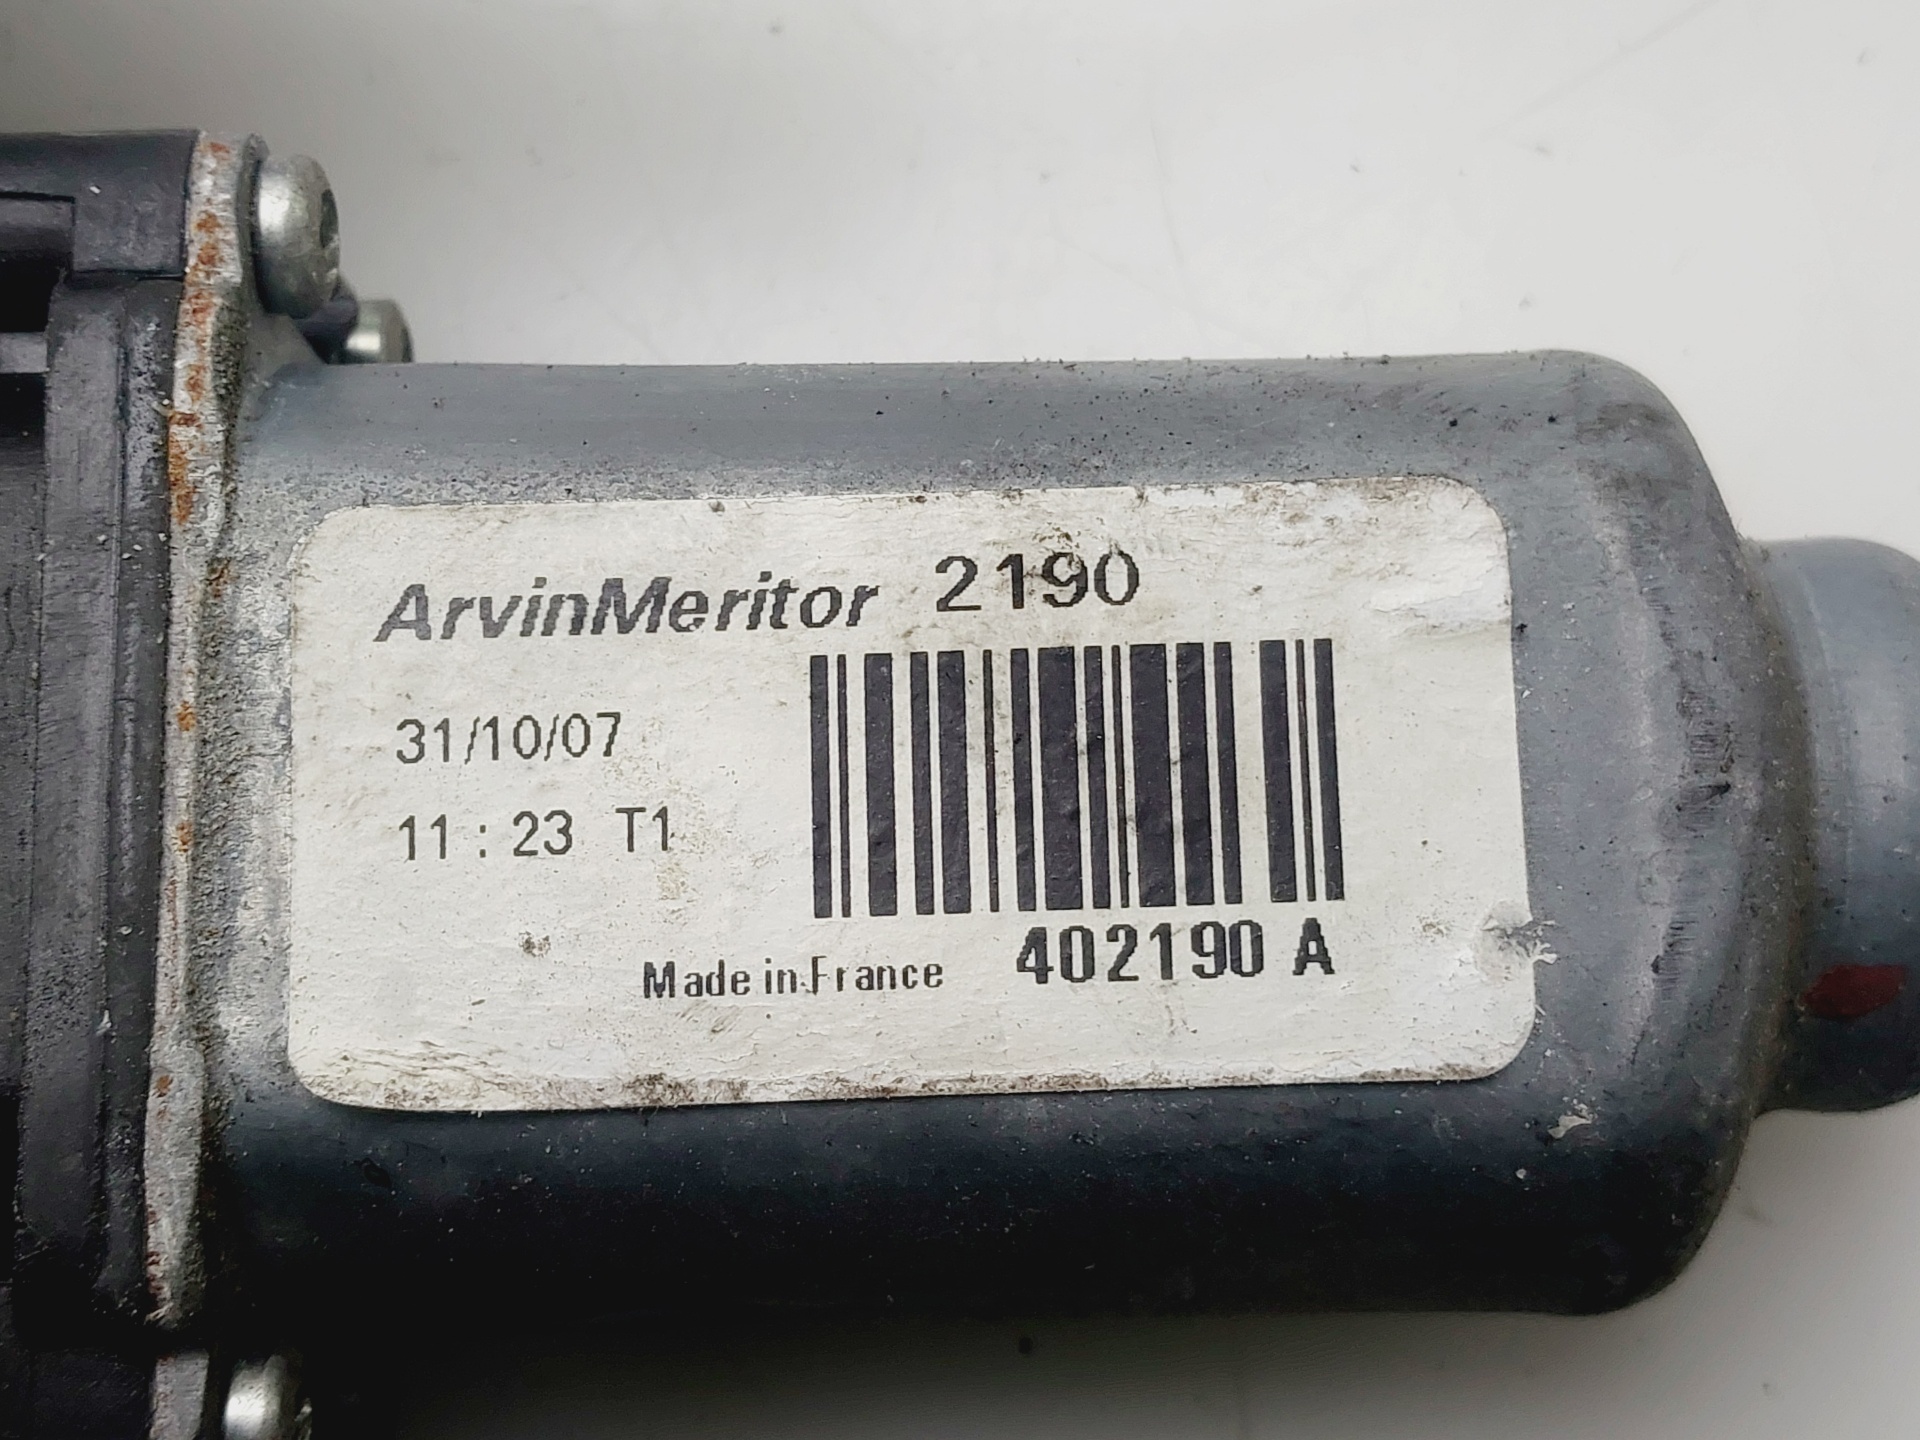 ArvinMeritor 2190
31/10/07
11 : 23 T1
Made in France 402190 A